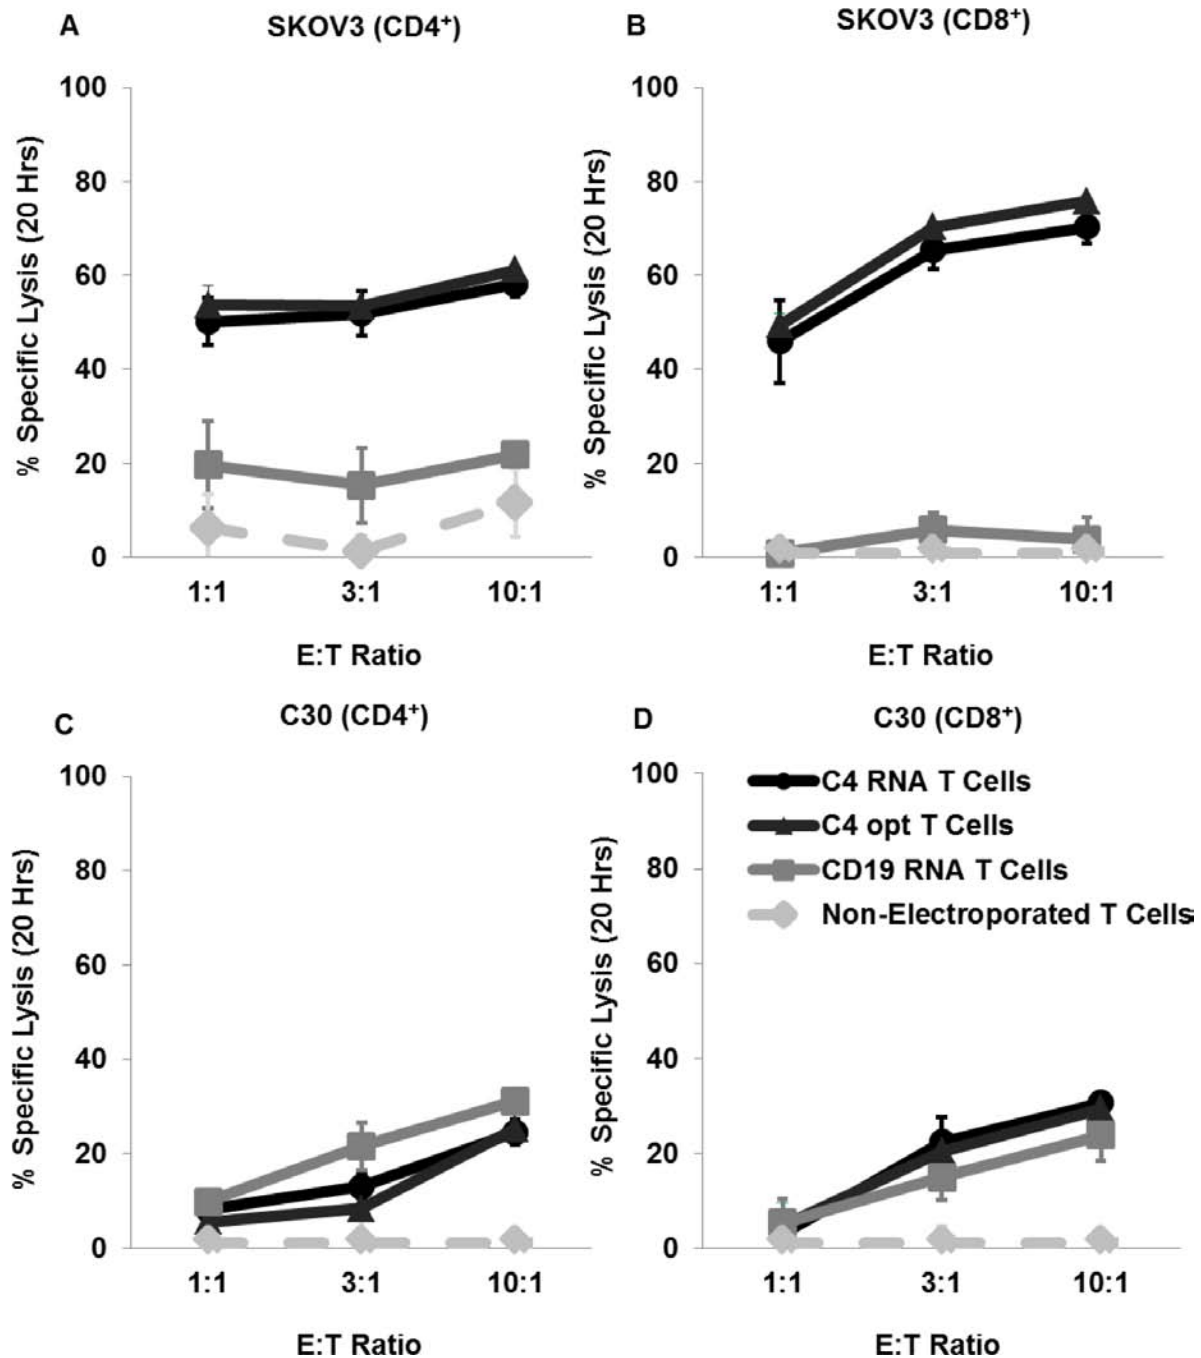 A
SKOV3 (CD4+)
% Specific Lysis (20 Hrs)
100
80
60
40
20
0
1:1 3:1 10:1
E:T Ratio
B
SKOV3 (CD8+)
% Specific Lysis (20 Hrs)
100
80
60
40
20
0
1:1 3:1 10:1
E:T Ratio
C
C30 (CD4+)
% Specific Lysis (20 Hrs)
100
80
60
40
20
0
1:1 3:1 10:1
E:T Ratio
D
C30 (CD8+)
% Specific Lysis (20 Hrs)
100
80
60
40
20
0
C4 RNA T Cells
C4 opt T Cells
CD19 RNA T Cells
Non-Electroporated T Cells
1:1 3:1 10:1
E:T Ratio